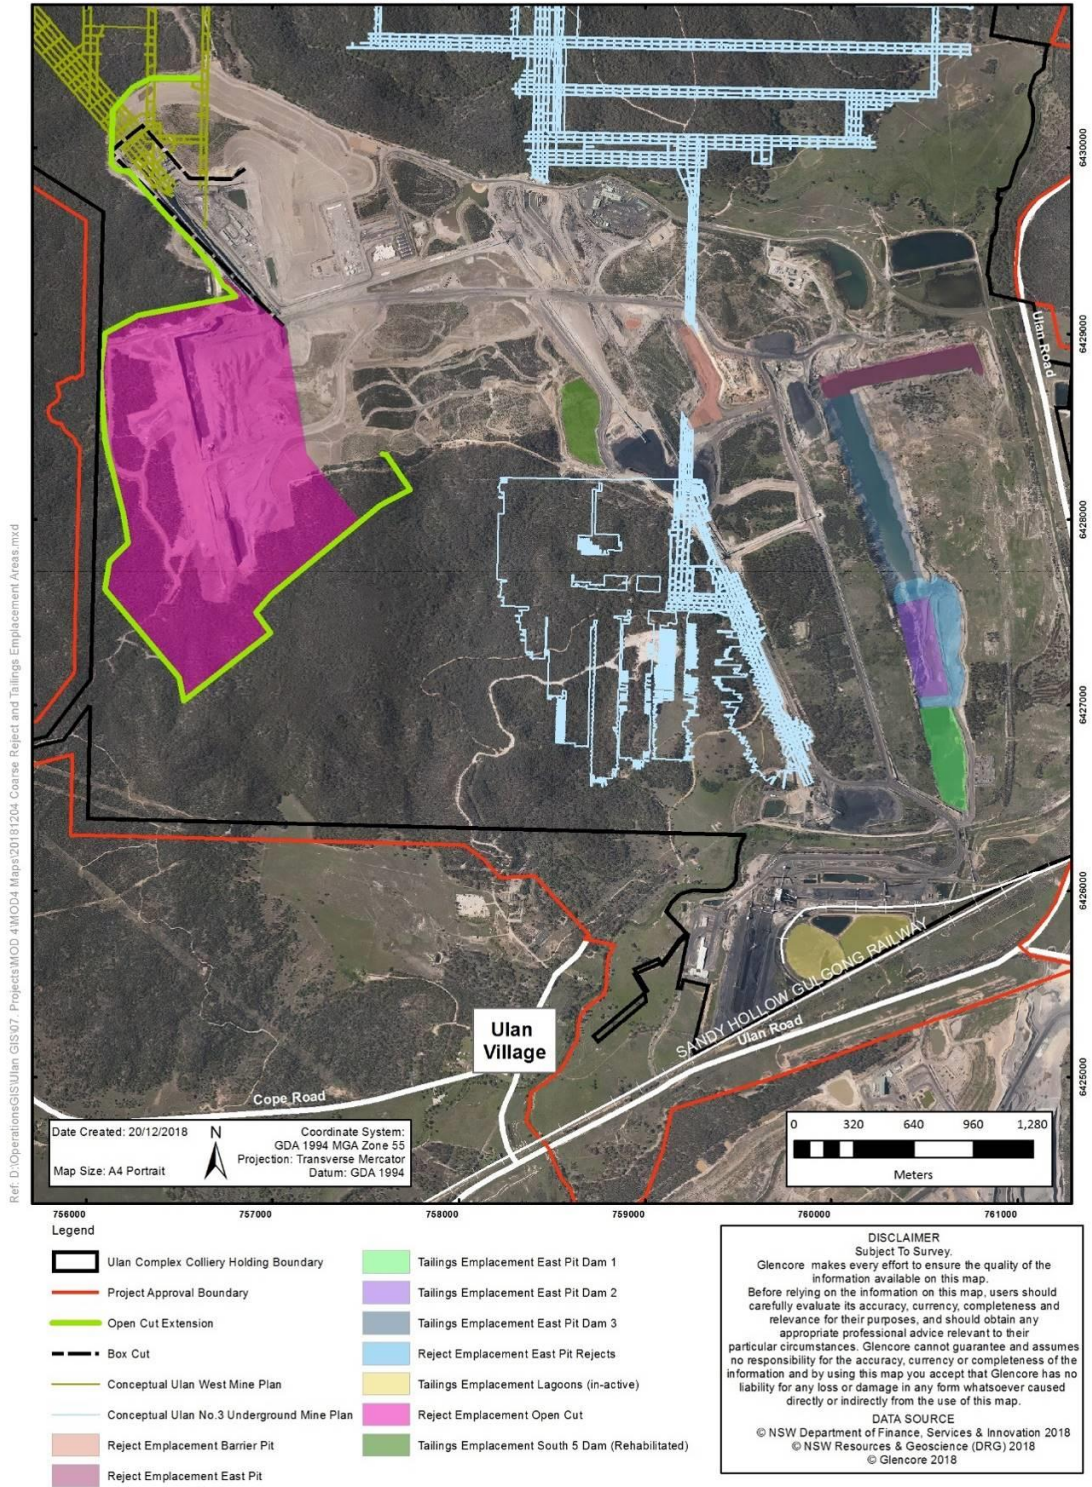 Ref: D:\OperationsGIS\Ulan GIS\07. Projects\MOD 4\MOD4 Maps\20181204 Coarse Reject and Tailings Emplacement Areas.mxd
6430000
6429000
6428000
6427000
6426000
6425000
Ulan Road
SANDY HOLLOW GULGONG RAILWAY
Ulan Road
Ulan
Village
Cope Road
Date Created: 20/12/2018
Map Size: A4 Portrait
N
Coordinate System:
GDA 1994 MGA Zone 55
Projection: Transverse Mercator
Datum: GDA 1994
0 320 640 960 1,280
Meters
756000 757000 758000 759000 760000 761000
Legend
Ulan Complex Colliery Holding Boundary
Project Approval Boundary
Open Cut Extension
Box Cut
Conceptual Ulan West Mine Plan
Conceptual Ulan No.3 Underground Mine Plan
Reject Emplacement Barrier Pit
Reject Emplacement East Pit
Tailings Emplacement East Pit Dam 1
Tailings Emplacement East Pit Dam 2
Tailings Emplacement East Pit Dam 3
Reject Emplacement East Pit Rejects
Tailings Emplacement Lagoons (in-active)
Reject Emplacement Open Cut
Tailings Emplacement South 5 Dam (Rehabilitated)
DISCLAIMER
Subject To Survey.
Glencore makes every effort to ensure the quality of the
information available on this map.
Before relying on the information on this map, users should
carefully evaluate its accuracy, currency, completeness and
relevance for their purposes, and should obtain any
appropriate professional advice relevant to their
particular circumstances. Glencore cannot guarantee and assumes
no responsibility for the accuracy, currency or completeness of the
information and by using this map you accept that Glencore has no
liability for any loss or damage in any form whatsoever caused
directly or indirectly from the use of this map.
DATA SOURCE
© NSW Department of Finance, Services & Innovation 2018
© NSW Resources & Geoscience (DRG) 2018
© Glencore 2018